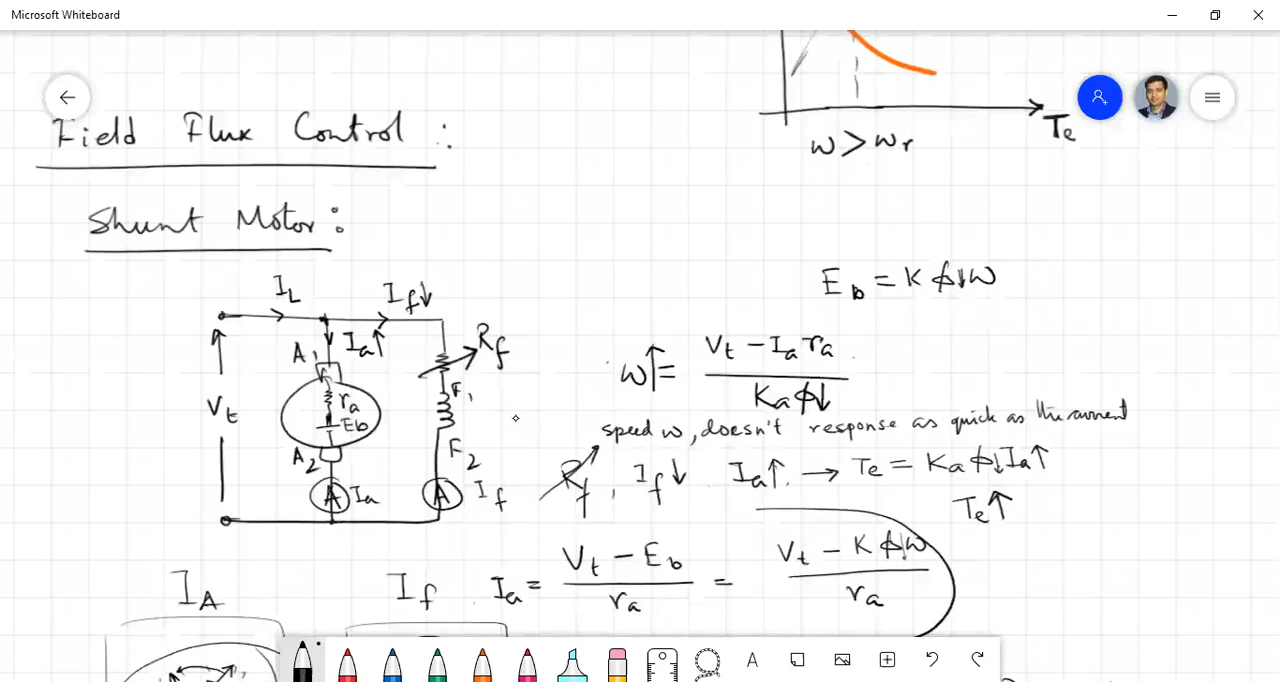 Microsoft Whiteboard
Te
ω > ωr
Field Flux Control :
Shunt Motor :
IL
If↓
Eb = K ϕ↓ ω
A1
Ia↑
Rf
ω↑ = (Vt - Ia ra) / (Ka ϕ↓)
Vt
ra
Eb
F1
speed ω, doesn't response as quick as the current
A2
F2
Rf , If↓ Ia↑ → Te = Ka ϕ↓ Ia↑
A Ia
A If
Te↑
Ia = (Vt - Eb) / ra = (Vt - K ϕ↓ ω) / ra
IA
If
A